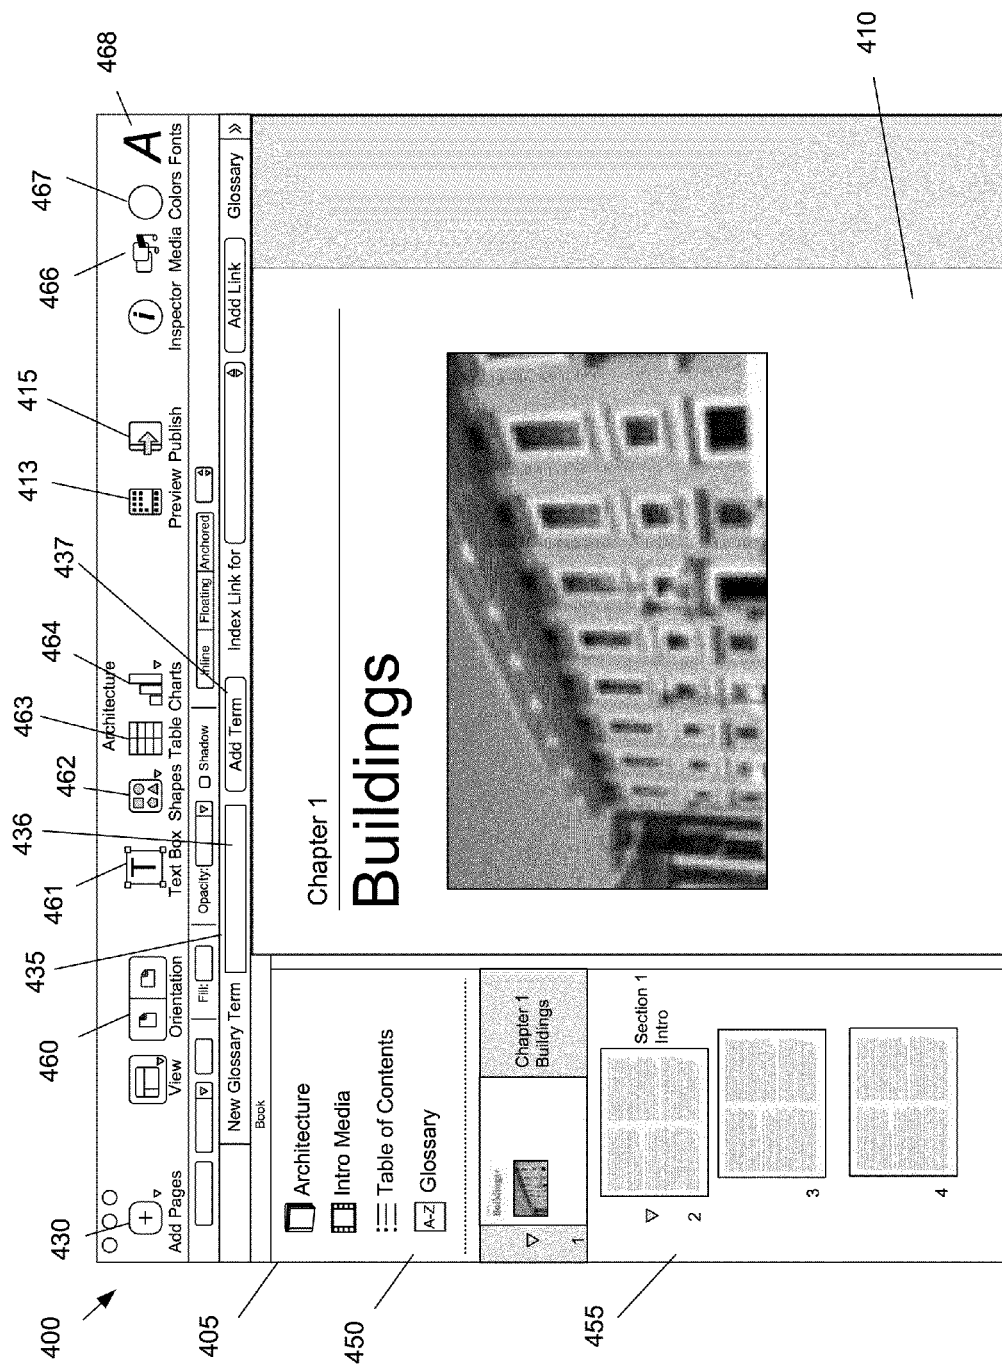 400 430 460 435 461 436 462 463 464 437 413 415 466 467 468
Architecture
+ T i A
Add Pages View Orientation Text Box Shapes Table Charts Preview Publish Inspector Media Colors Fonts
Fill: Opacity: Shadow Inline Floating Anchored
New Glossary Term Add Term Index Link for Add Link Glossary »
Book
405
Architecture
Intro Media
Table of Contents
A-Z Glossary
450
Chapter 1
Buildings
1
Buildings
Chapter 1
Buildings
455
2
Section 1
Intro
3
4
410